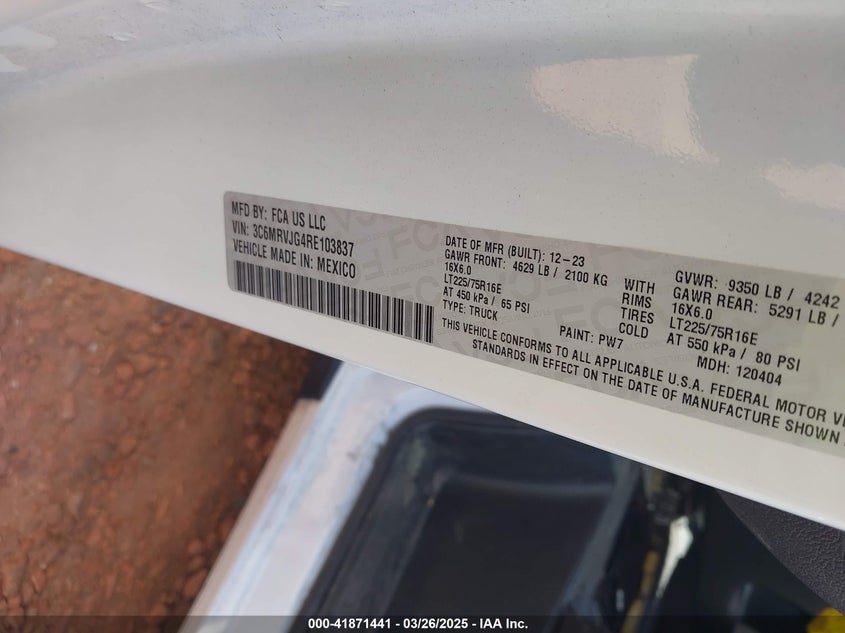 MFD BY: FCA US LLC
VIN: 3C6MRVJG4RE103837
VEHICLE MADE IN: MEXICO
DATE OF MFR (BUILT): 12-23
GAWR FRONT: 4629 LB / 2100 KG WITH
16X6.0 RIMS
LT225/75R16E TIRES
AT 450 kPa / 65 PSI COLD
TYPE: TRUCK PAINT: PW7
GVWR: 9350 LB / 4242
GAWR REAR: 5291 LB /
16X6.0
LT225/75R16E
AT 550 kPa / 80 PSI
MDH: 120404
THIS VEHICLE CONFORMS TO ALL APPLICABLE U.S.A. FEDERAL MOTOR
STANDARDS IN EFFECT ON THE DATE OF MANUFACTURE SHOWN
000-41871441 - 03/26/2025 - IAA Inc.